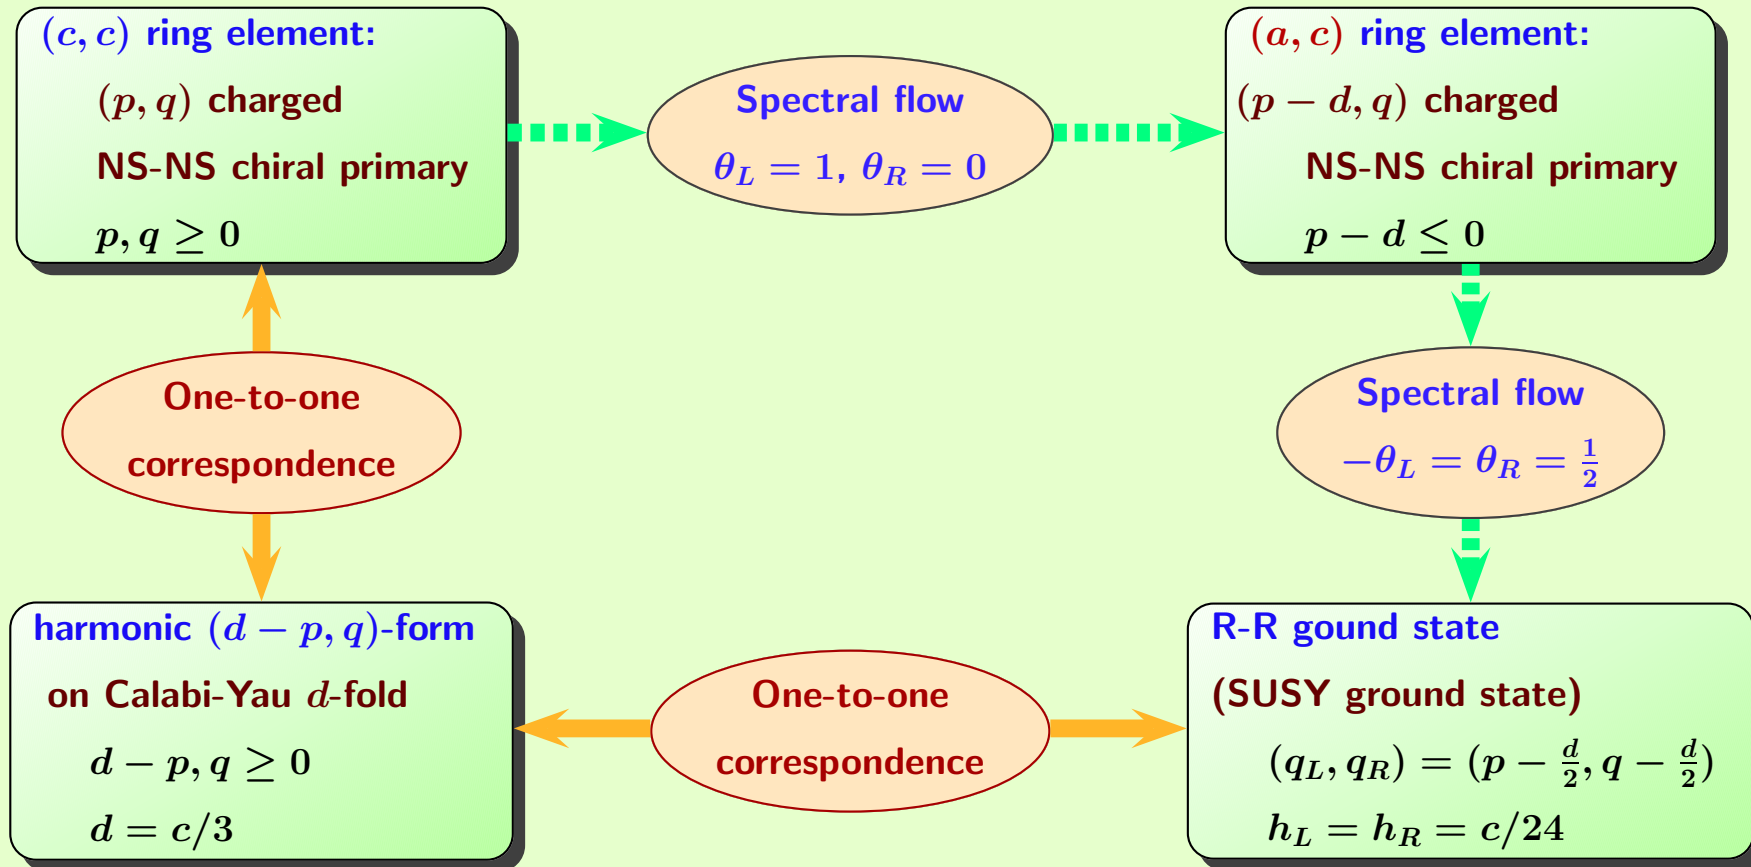 (c, c) ring element:
(p, q) charged
NS-NS chiral primary
p, q ≥ 0
Spectral flow
θ_L = 1, θ_R = 0
(a, c) ring element:
(p − d, q) charged
NS-NS chiral primary
p − d ≤ 0
One-to-one
correspondence
Spectral flow
−θ_L = θ_R = 1/2
harmonic (d − p, q)-form
on Calabi-Yau d-fold
d − p, q ≥ 0
d = c/3
One-to-one
correspondence
R-R gound state
(SUSY ground state)
(q_L, q_R) = (p − d/2, q − d/2)
h_L = h_R = c/24